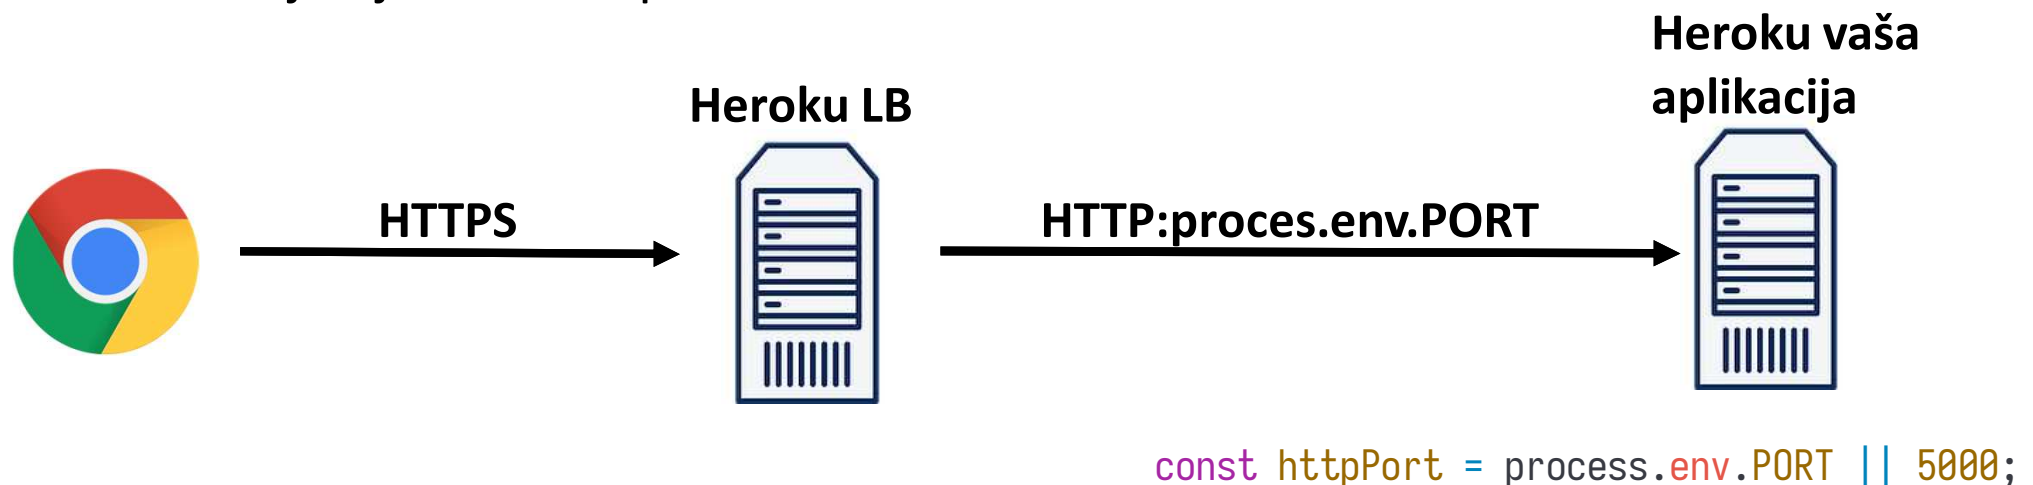 Heroku vaša
aplikacija
Heroku LB
HTTPS
HTTP:proces.env.PORT
const httpPort = process.env.PORT || 5000;